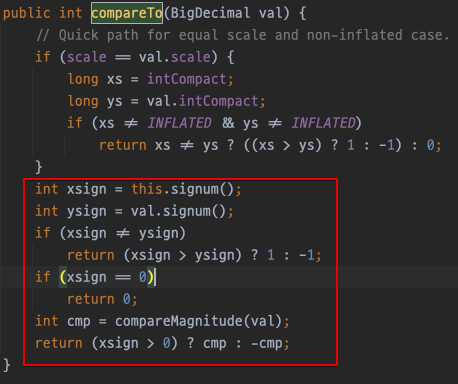 public int compareTo(BigDecimal val) {
// Quick path for equal scale and non-inflated case.
if (scale == val.scale) {
long xs = intCompact;
long ys = val.intCompact;
if (xs ≠ INFLATED && ys ≠ INFLATED)
return xs ≠ ys ? ((xs > ys) ? 1 : -1) : 0;
}
int xsign = this.signum();
int ysign = val.signum();
if (xsign ≠ ysign)
return (xsign > ysign) ? 1 : -1;
if (xsign == 0)
return 0;
int cmp = compareMagnitude(val);
return (xsign > 0) ? cmp : -cmp;
}